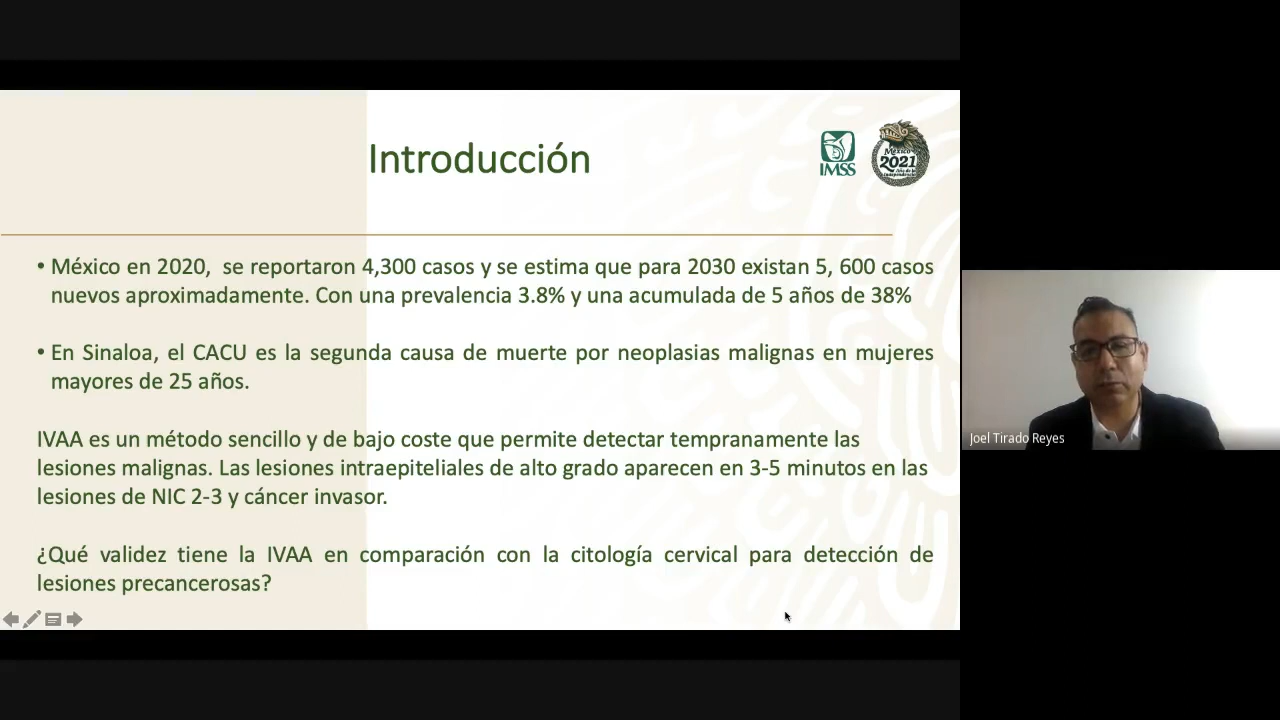 Introducción
IMSS
México
2021
Año de la
Independencia
• México en 2020,  se reportaron 4,300 casos y se estima que para 2030 existan 5, 600 casos
nuevos aproximadamente. Con una prevalencia 3.8% y una acumulada de 5 años de 38%
• En Sinaloa, el CACU es la segunda causa de muerte por neoplasias malignas en mujeres
mayores de 25 años.
IVAA es un método sencillo y de bajo coste que permite detectar tempranamente las
lesiones malignas. Las lesiones intraepiteliales de alto grado aparecen en 3-5 minutos en las
lesiones de NIC 2-3 y cáncer invasor.
¿Qué validez tiene la IVAA en comparación con la citología cervical para detección de
lesiones precancerosas?
Joel Tirado Reyes